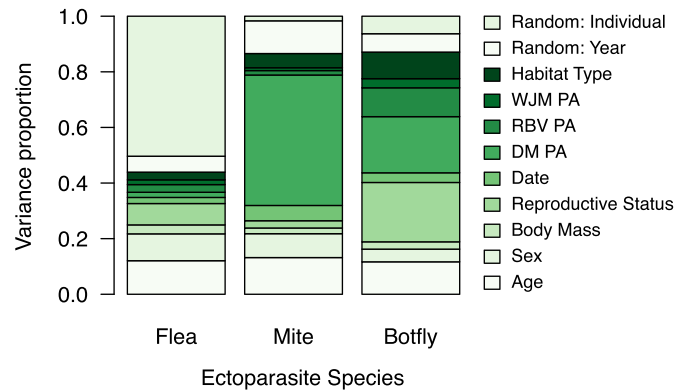 Variance proportion
1.0
0.8
0.6
0.4
0.2
0.0
Flea
Mite
Botfly
Ectoparasite Species
Random: Individual
Random: Year
Habitat Type
WJM PA
RBV PA
DM PA
Date
Reproductive Status
Body Mass
Sex
Age